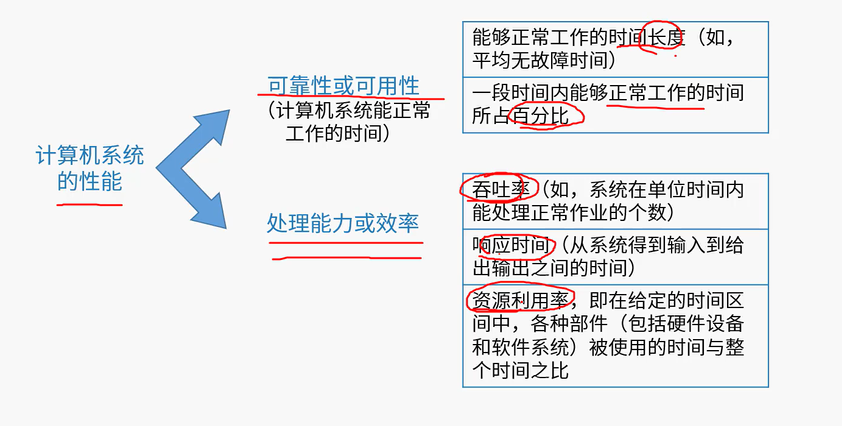 计算机系统
的性能
可靠性或可用性
（计算机系统能正常
工作的时间）
能够正常工作的时间长度（如，
平均无故障时间）
一段时间内能够正常工作的时间
所占百分比
处理能力或效率
吞吐率（如，系统在单位时间内
能处理正常作业的个数）
响应时间（从系统得到输入到给
出输出之间的时间）
资源利用率，即在给定的时间区
间中，各种部件（包括硬件设备
和软件系统）被使用的时间与整
个时间之比